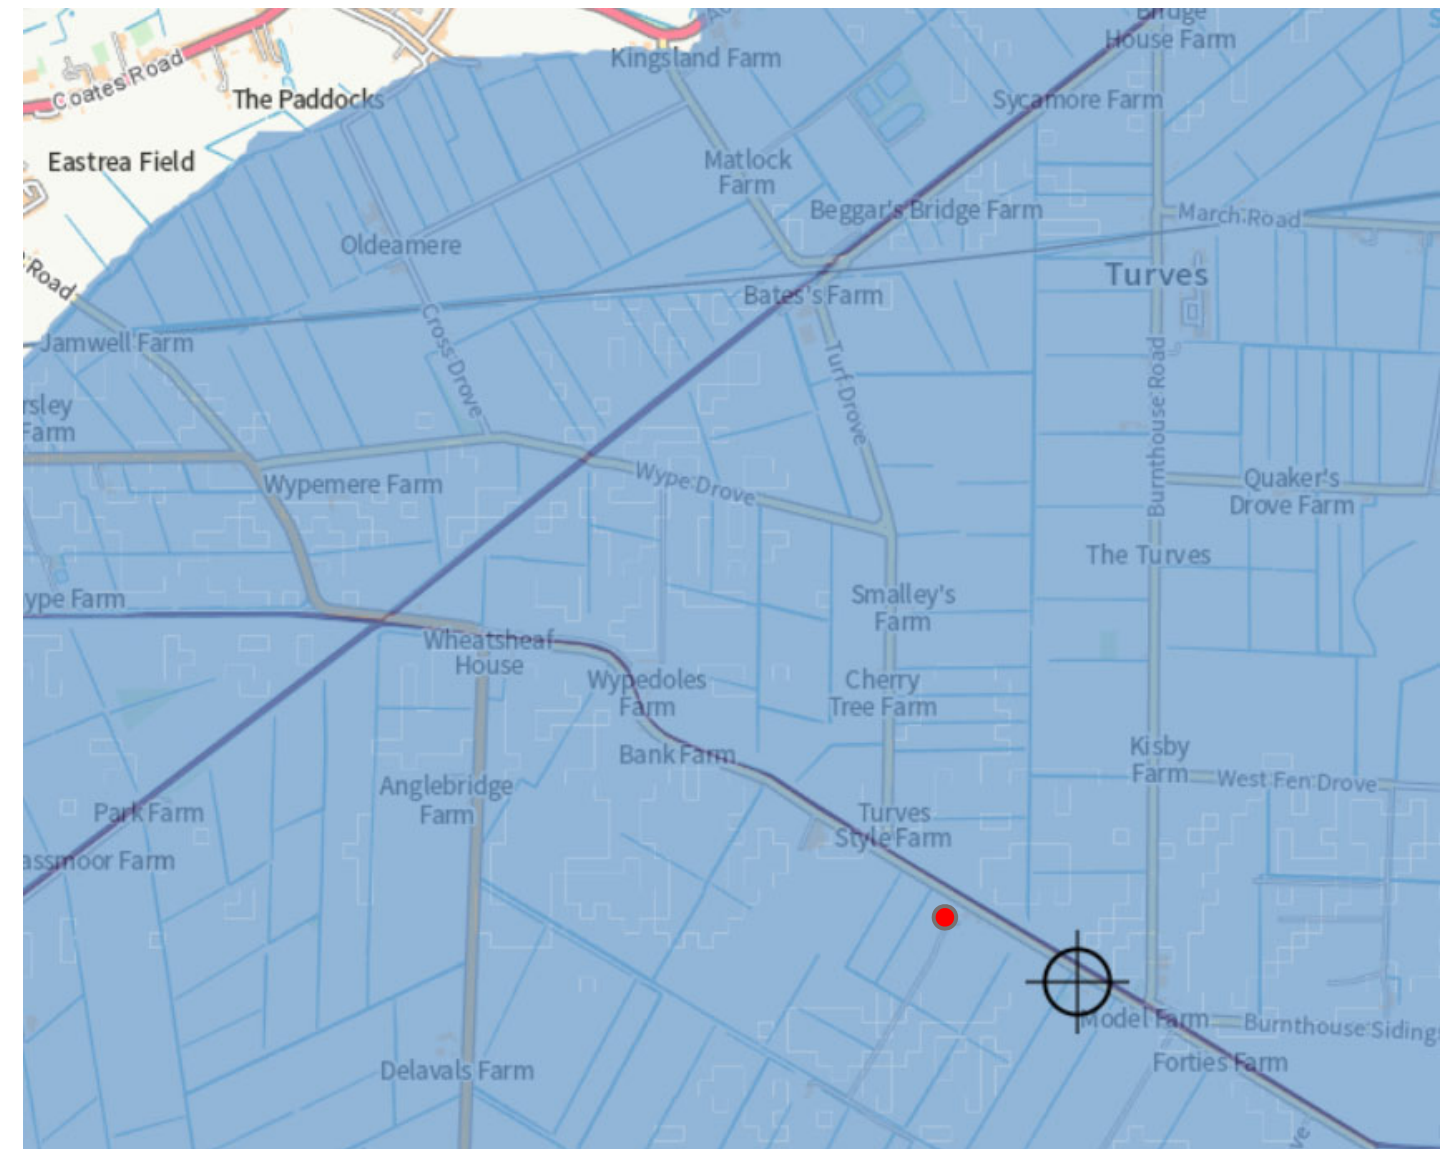 Bridge
House Farm
Kingsland Farm
Coates Road
The Paddocks
Sycamore Farm
Eastrea Field
Matlock
Farm
Beggar's Bridge Farm
March Road
Oldeamere
Road
Turves
Bates's Farm
Jamwell Farm
Cross Drove
Turf Drove
Burnthouse Road
rsley
Farm
Wype Drove
Wypemere Farm
Quaker's
Drove Farm
The Turves
ype Farm
Smalley's
Farm
Wheatsheaf
House
Wypedoles
Farm
Cherry
Tree Farm
Bank Farm
Kisby
Farm
West Fen Drove
Anglebridge
Farm
Park Farm
Turves
Style Farm
assmoor Farm
Model Farm
Burnthouse Sidings
Forties Farm
Delavals Farm
ve